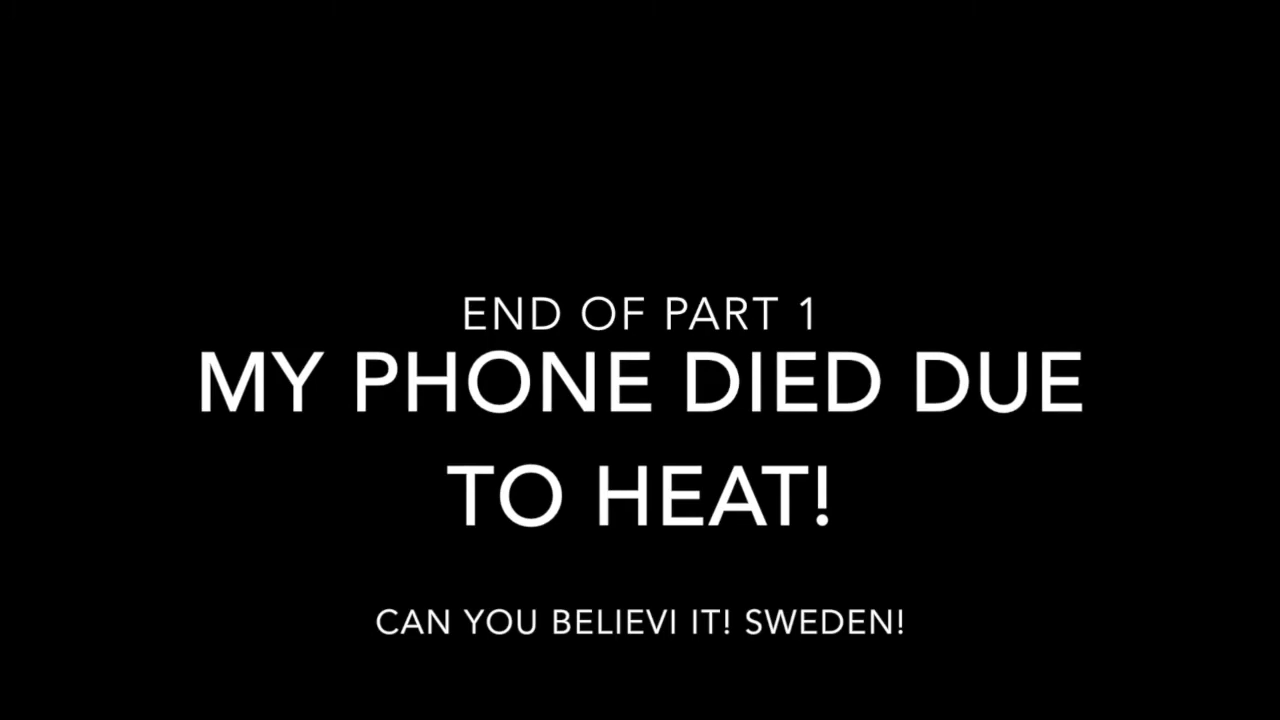 END OF PART 1
MY PHONE DIED DUE
TO HEAT!
CAN YOU BELIEVI IT! SWEDEN!